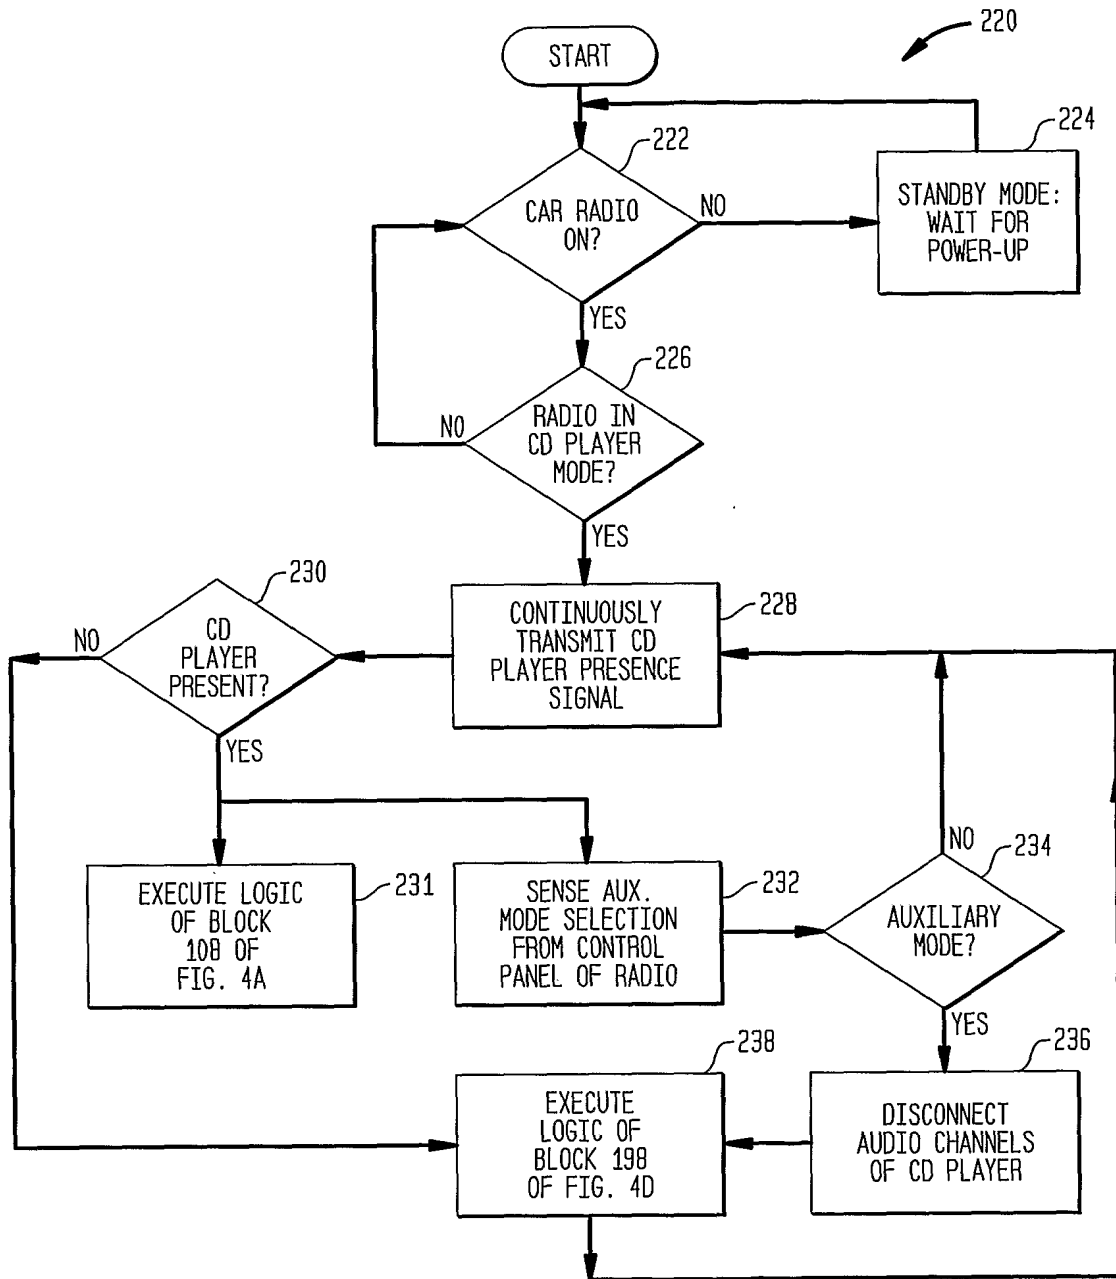 220
START
222
CAR RADIO
ON?
NO
224
STANDBY MODE:
WAIT FOR
POWER-UP
YES
226
RADIO IN
CD PLAYER
MODE?
NO
YES
228
CONTINUOUSLY
TRANSMIT CD
PLAYER PRESENCE
SIGNAL
230
CD
PLAYER
PRESENT?
NO
YES
231
EXECUTE LOGIC
OF BLOCK
108 OF
FIG. 4A
232
SENSE AUX.
MODE SELECTION
FROM CONTROL
PANEL OF RADIO
234
AUXILIARY
MODE?
NO
YES
236
DISCONNECT
AUDIO CHANNELS
OF CD PLAYER
238
EXECUTE
LOGIC OF
BLOCK 198
OF FIG. 4D